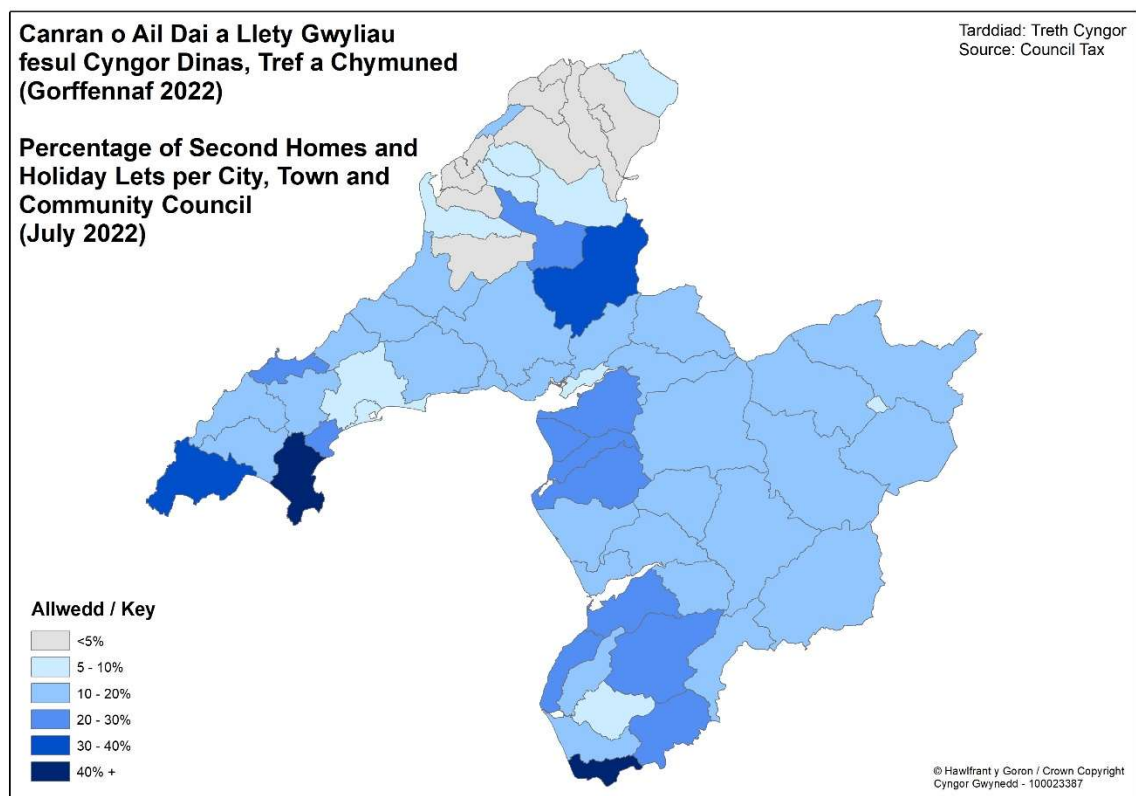 Canran o Ail Dai a Llety Gwyliau
fesul Cyngor Dinas, Tref a Chymuned
(Gorffennaf 2022)
Percentage of Second Homes and
Holiday Lets per City, Town and
Community Council
(July 2022)
Tarddiad: Treth Cyngor
Source: Council Tax
Allwedd / Key
<5%
5 - 10%
10 - 20%
20 - 30%
30 - 40%
40% +
© Hawlfraint y Goron / Crown Copyright
Cyngor Gwynedd - 100023387